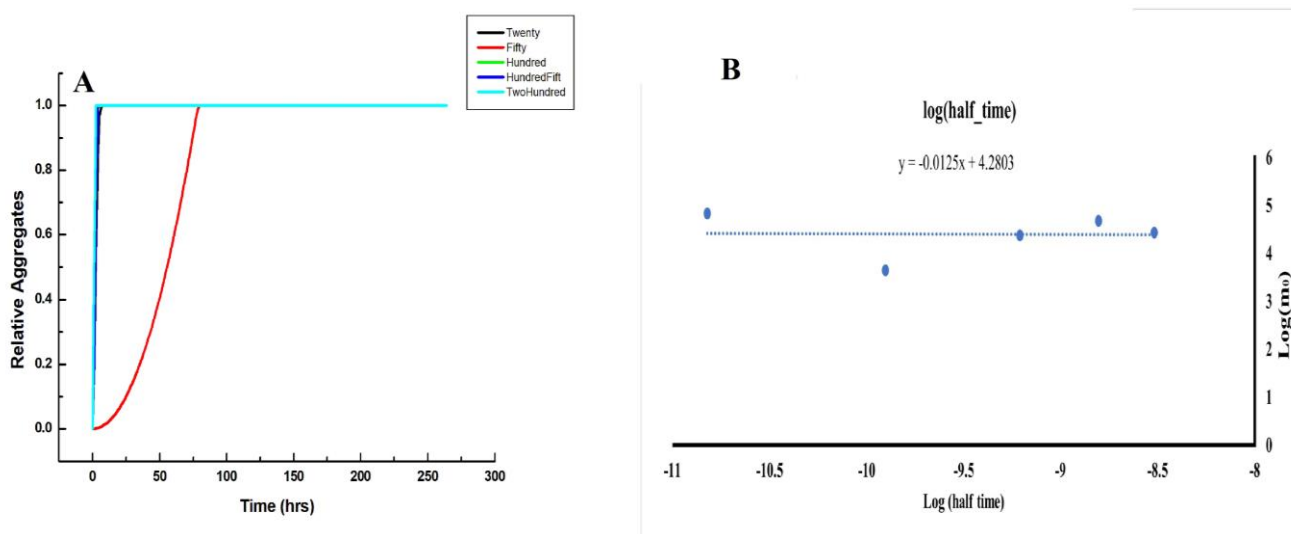 A
Twenty
Fifty
Hundred
HundredFift
TwoHundred
Relative Aggregates
1.0
0.8
0.6
0.4
0.2
0.0
0
50
100
150
200
250
300
Time (hrs)
B
log(half_time)
y = -0.0125x + 4.2803
6
5
4
3
2
1
0
Log(m₀)
-11
-10.5
-10
-9.5
-9
-8.5
-8
Log (half time)